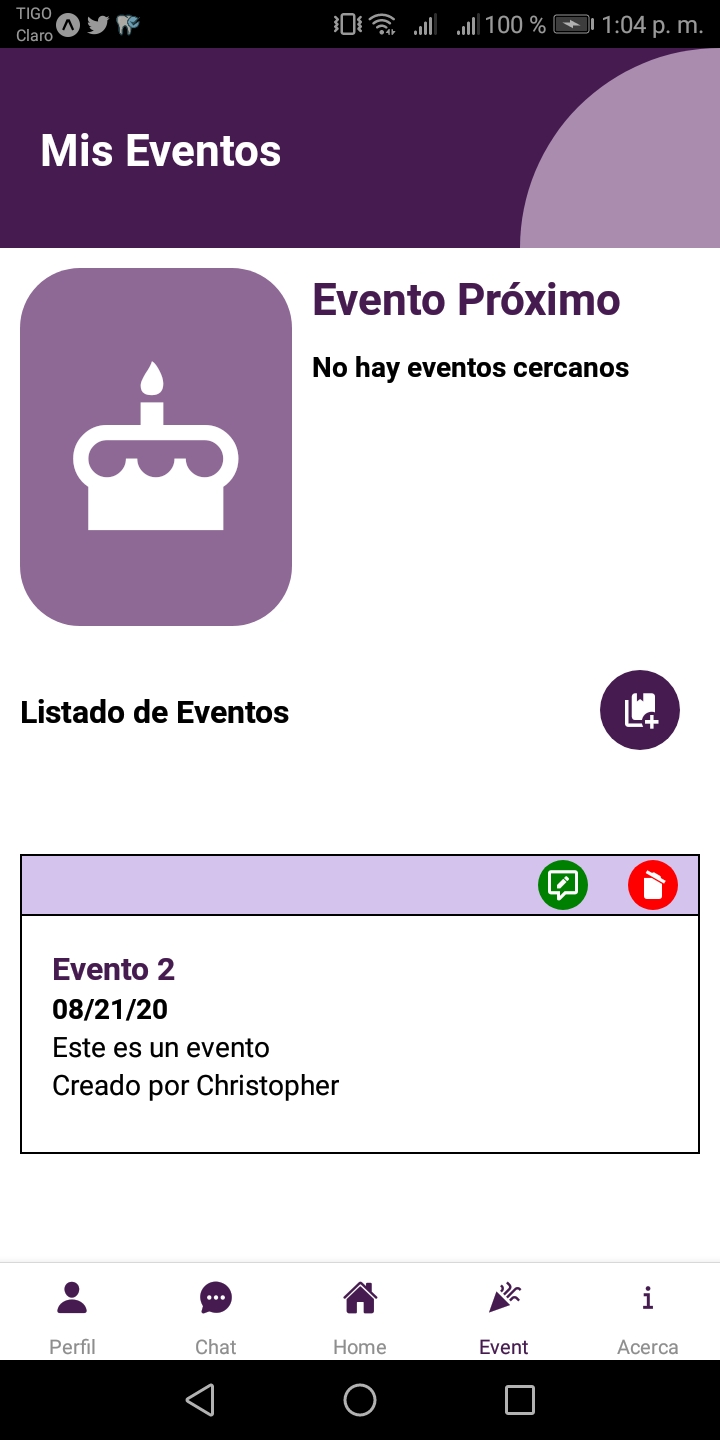 TIGO
Claro
100 % 1:04 p. m.
Mis Eventos
Evento Próximo
No hay eventos cercanos
Listado de Eventos
Evento 2
08/21/20
Este es un evento
Creado por Christopher
Perfil Chat Home Event Acerca